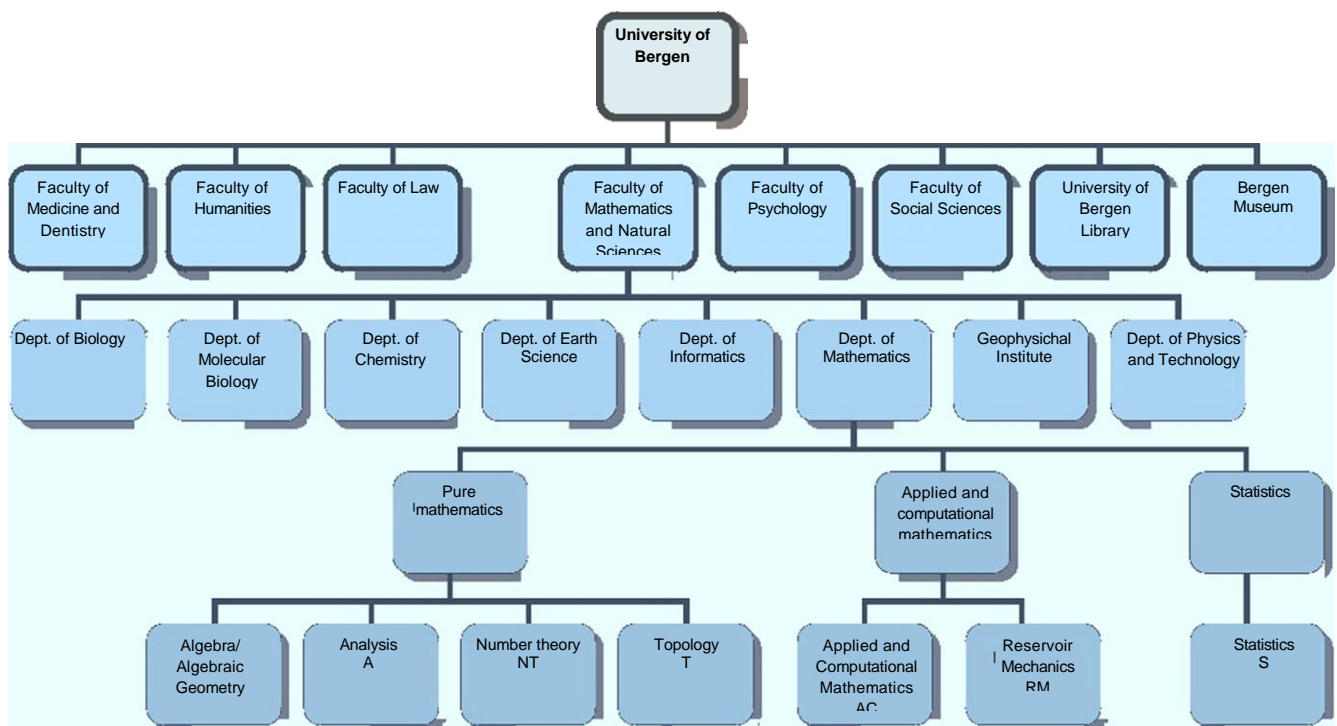 University of
Bergen
Faculty of
Medicine and
Dentistry
Faculty of
Humanities
Faculty of Law
Faculty of
Mathematics
and Natural
Sciences
Faculty of
Psychology
Faculty of
Social Sciences
University of
Bergen
Library
Bergen
Museum
Dept. of Biology
Dept. of
Molecular
Biology
Dept. of
Chemistry
Dept. of Earth
Science
Dept. of
Informatics
Dept. of
Mathematics
Geophysichal
Institute
Dept. of Physics
and Technology
Pure
mathematics
Applied and
computational
mathematics
Statistics
Algebra/
Algebraic
Geometry
Analysis
A
Number theory
NT
Topology
T
Applied and
Computational
Mathematics
AC
Reservoir
Mechanics
RM
Statistics
S